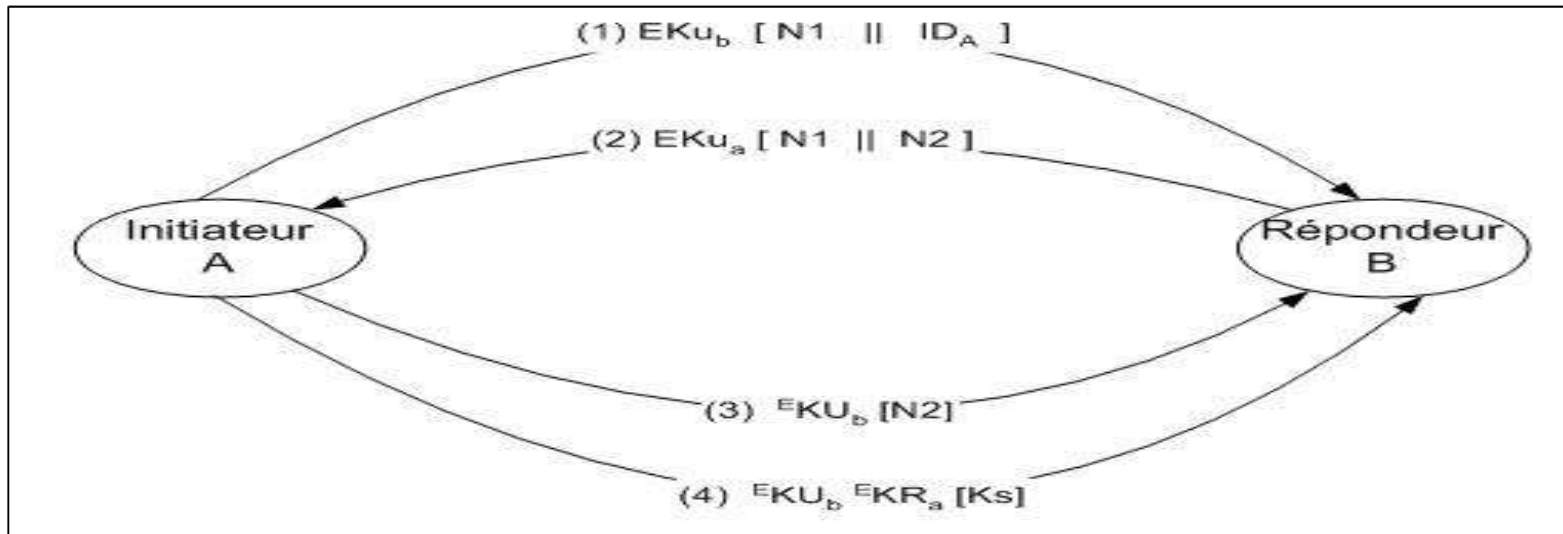 (1) EKu_b [ N1 || ID_A ]
(2) EKu_a [ N1 || N2 ]
Initiateur
A
Répondeur
B
(3) ᴱKU_b [N2]
(4) ᴱKU_b ᴱKR_a [Ks]